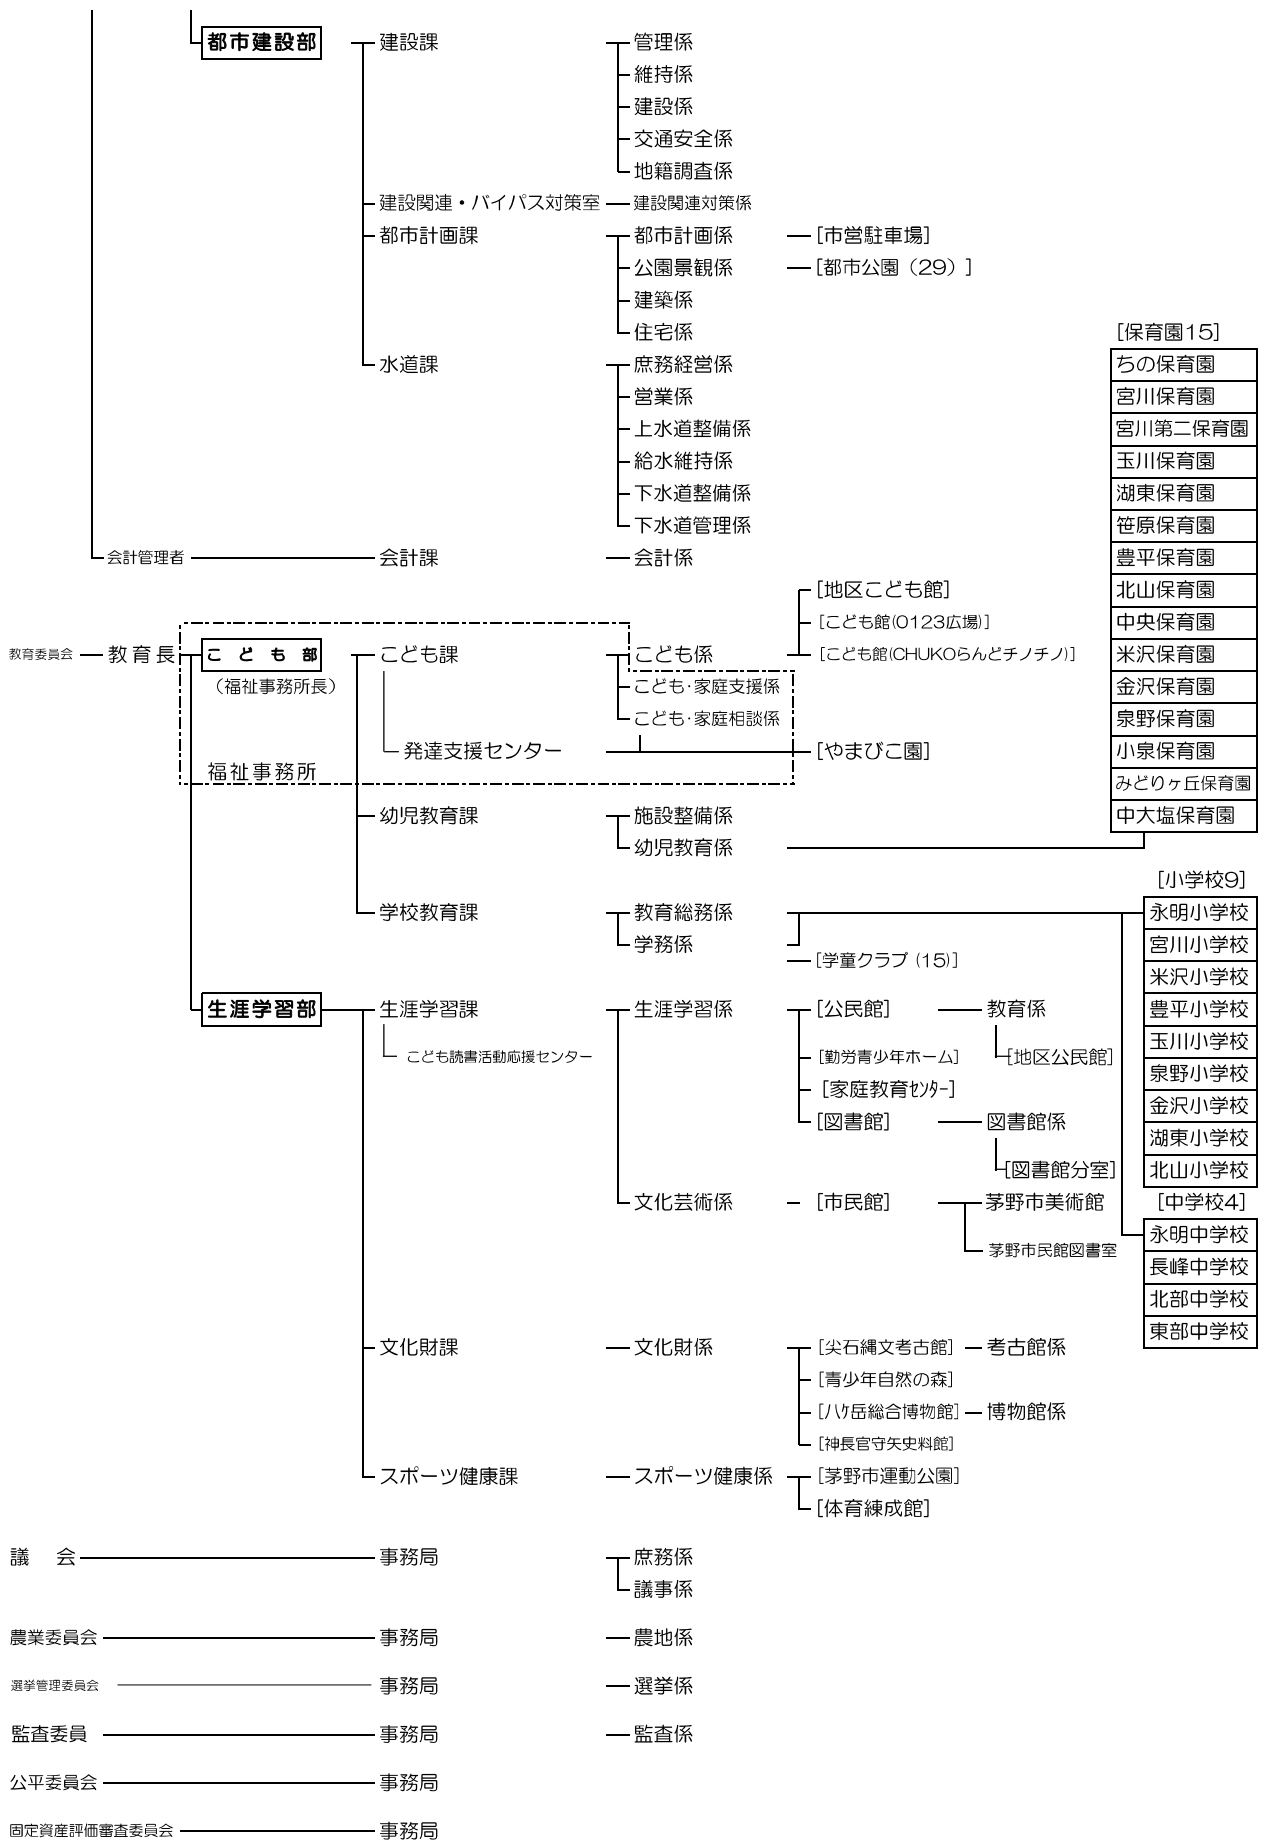 都市建設部 建設課 管理係
維持係
建設係
交通安全係
地籍調査係
建設関連・バイパス対策室 建設関連対策係
都市計画課 都市計画係 [市営駐車場]
公園景観係 [都市公園（29）]
建築係
住宅係
[保育園15]
水道課 庶務経営係 ちの保育園
営業係 宮川保育園
上水道整備係 宮川第二保育園
給水維持係 玉川保育園
下水道整備係 湖東保育園
下水道管理係 笹原保育園
会計管理者 会計課 会計係 豊平保育園
[地区こども館] 北山保育園
[こども館(0123広場)] 中央保育園
教育委員会 教育長 こども部 こども課 こども係 [こども館(CHUKOらんどチノチノ)] 米沢保育園
（福祉事務所長） こども･家庭支援係 金沢保育園
こども･家庭相談係 泉野保育園
発達支援センター [やまびこ園] 小泉保育園
福祉事務所 みどりヶ丘保育園
幼児教育課 施設整備係 中大塩保育園
幼児教育係
[小学校9]
学校教育課 教育総務係 永明小学校
学務係 宮川小学校
[学童クラブ (15)]
米沢小学校
生涯学習部 生涯学習課 生涯学習係 [公民館] 教育係 豊平小学校
玉川小学校
こども読書活動応援センター [勤労青少年ホーム] [地区公民館]
泉野小学校
[家庭教育ｾﾝﾀｰ] 金沢小学校
[図書館] 図書館係 湖東小学校
[図書館分室] 北山小学校
文化芸術係 [市民館] 茅野市美術館 [中学校4]
永明中学校
茅野市民館図書室
長峰中学校
北部中学校
東部中学校
文化財課 文化財係 [尖石縄文考古館] 考古館係
[青少年自然の森]
[八ｹ岳総合博物館] 博物館係
[神長官守矢史料館]
スポーツ健康課 スポーツ健康係 [茅野市運動公園]
[体育練成館]
議　会 事務局 庶務係
議事係
農業委員会 事務局 農地係
選挙管理委員会 事務局 選挙係
監査委員 事務局 監査係
公平委員会 事務局
固定資産評価審査委員会 事務局